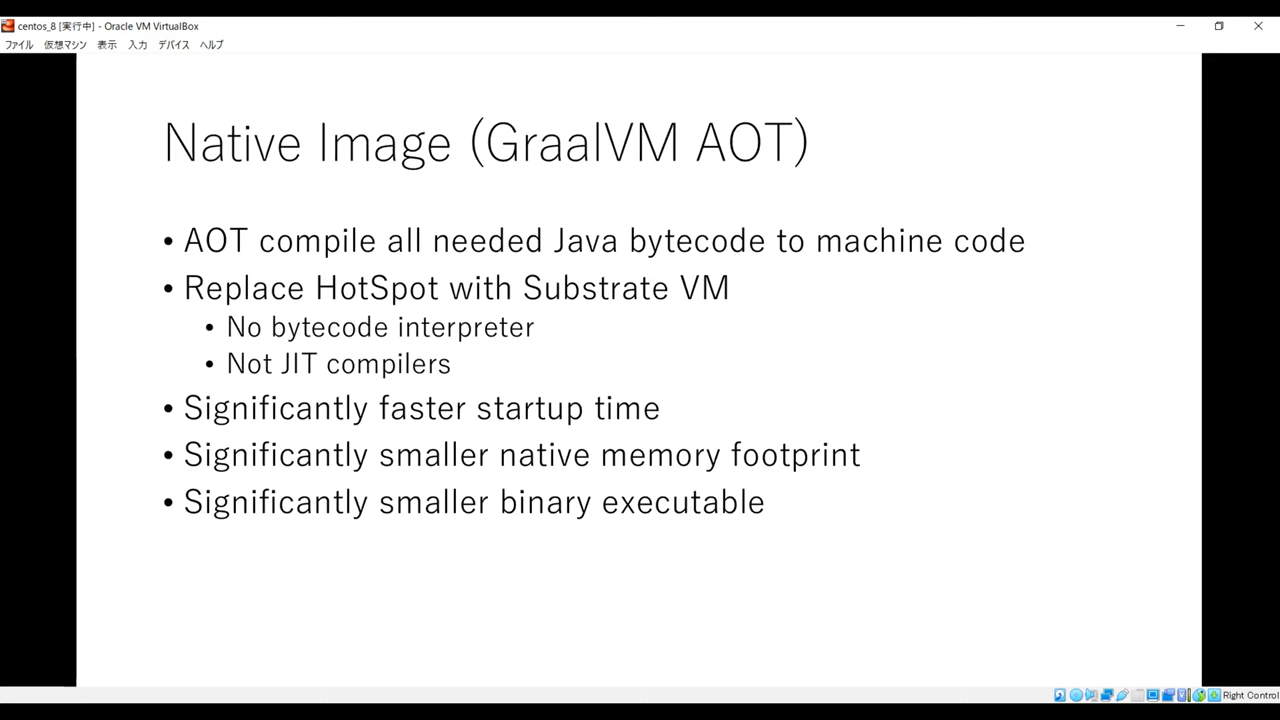 centos_8 [実行中] - Oracle VM VirtualBox
ファイル 仮想マシン 表示 入力 デバイス ヘルプ
Native Image (GraalVM AOT)
• AOT compile all needed Java bytecode to machine code
• Replace HotSpot with Substrate VM
• No bytecode interpreter
• Not JIT compilers
• Significantly faster startup time
• Significantly smaller native memory footprint
• Significantly smaller binary executable
Right Control